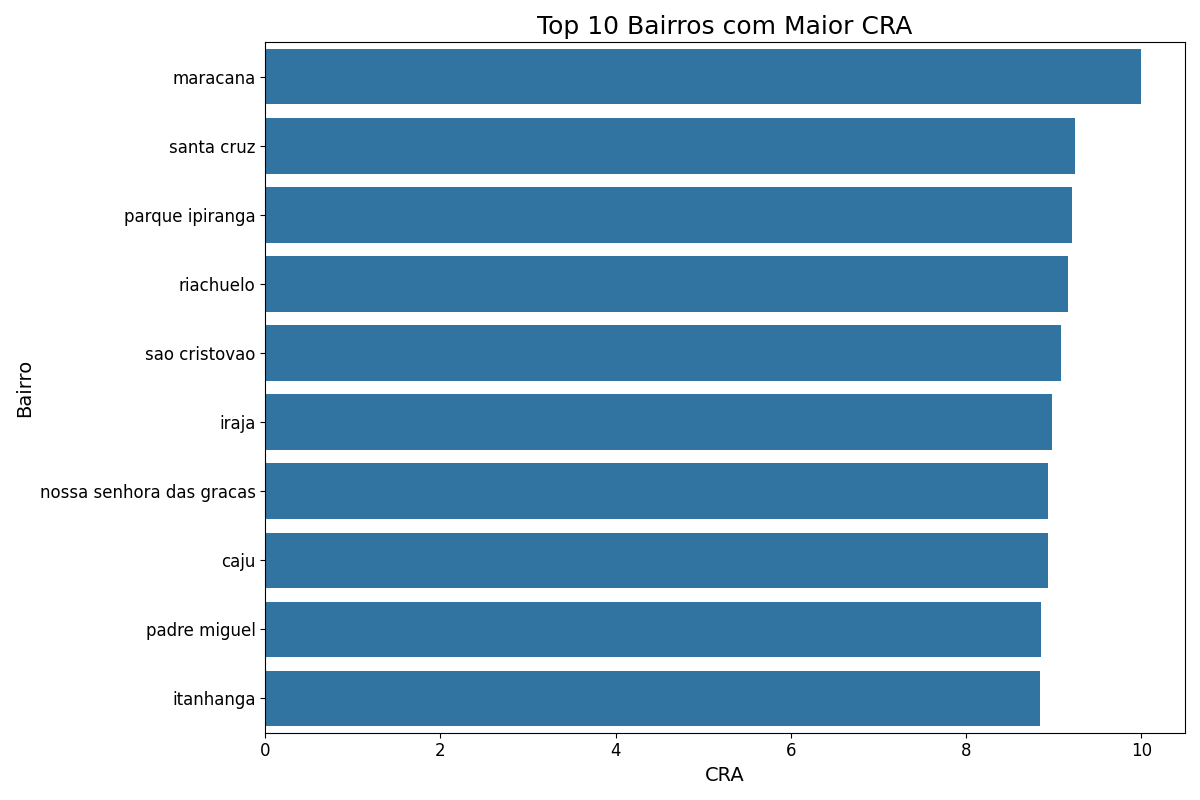 Top 10 Bairros com Maior CRA
Bairro
maracana
santa cruz
parque ipiranga
riachuelo
sao cristovao
iraja
nossa senhora das gracas
caju
padre miguel
itanhanga
0 2 4 6 8 10
CRA